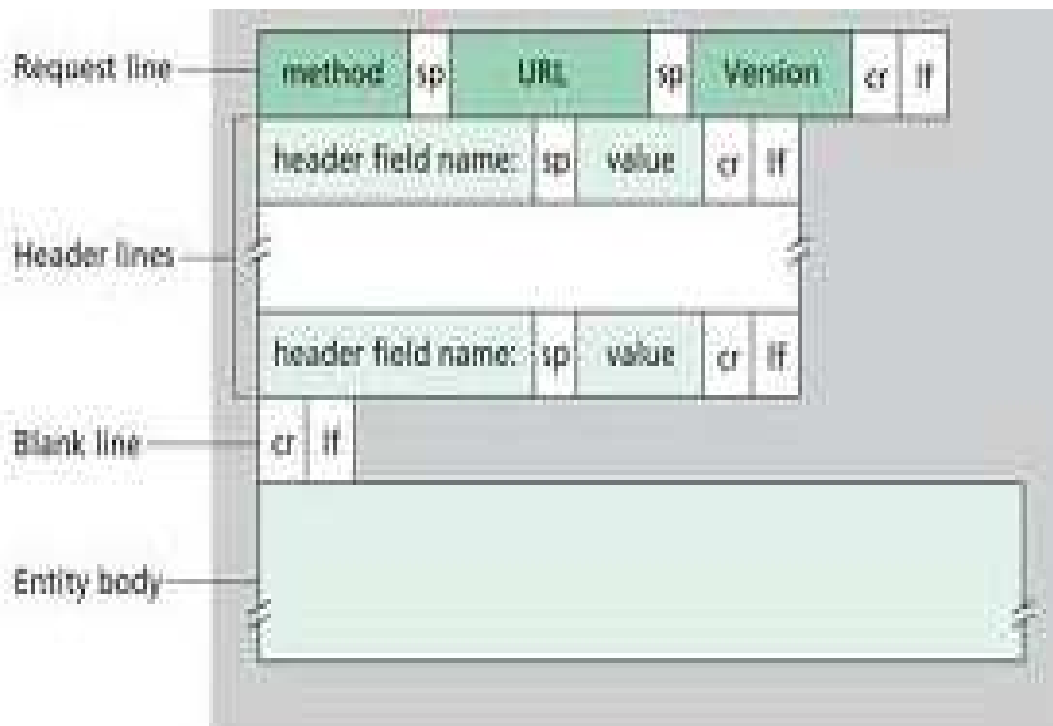 Request line method sp URL sp Version cr lf
header field name: sp value cr lf
Header lines
header field name: sp value cr lf
Blank line cr lf
Entity body